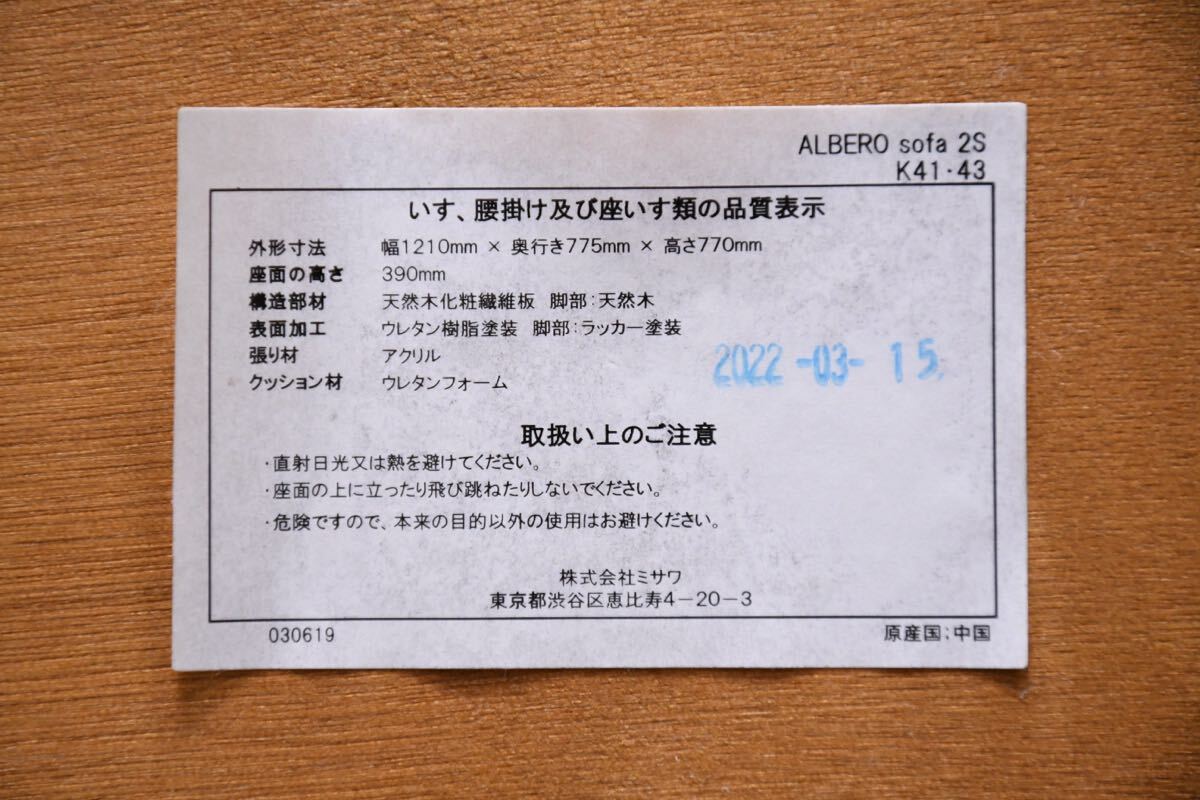 ALBERO sofa 2S
K41・43
いす、腰掛け及び座いす類の品質表示
外形寸法 幅1210mm × 奥行き775mm × 高さ770mm
座面の高さ 390mm
構造部材 天然木化粧繊維板 脚部：天然木
表面加工 ウレタン樹脂塗装 脚部：ラッカー塗装
張り材 アクリル
クッション材 ウレタンフォーム
2022-03-15
取扱い上のご注意
・直射日光又は熱を避けてください。
・座面の上に立ったり飛び跳ねたりしないでください。
・危険ですので、本来の目的以外の使用はお避けください。
株式会社ミサワ
東京都渋谷区恵比寿4－20－3
030619
原産国；中国